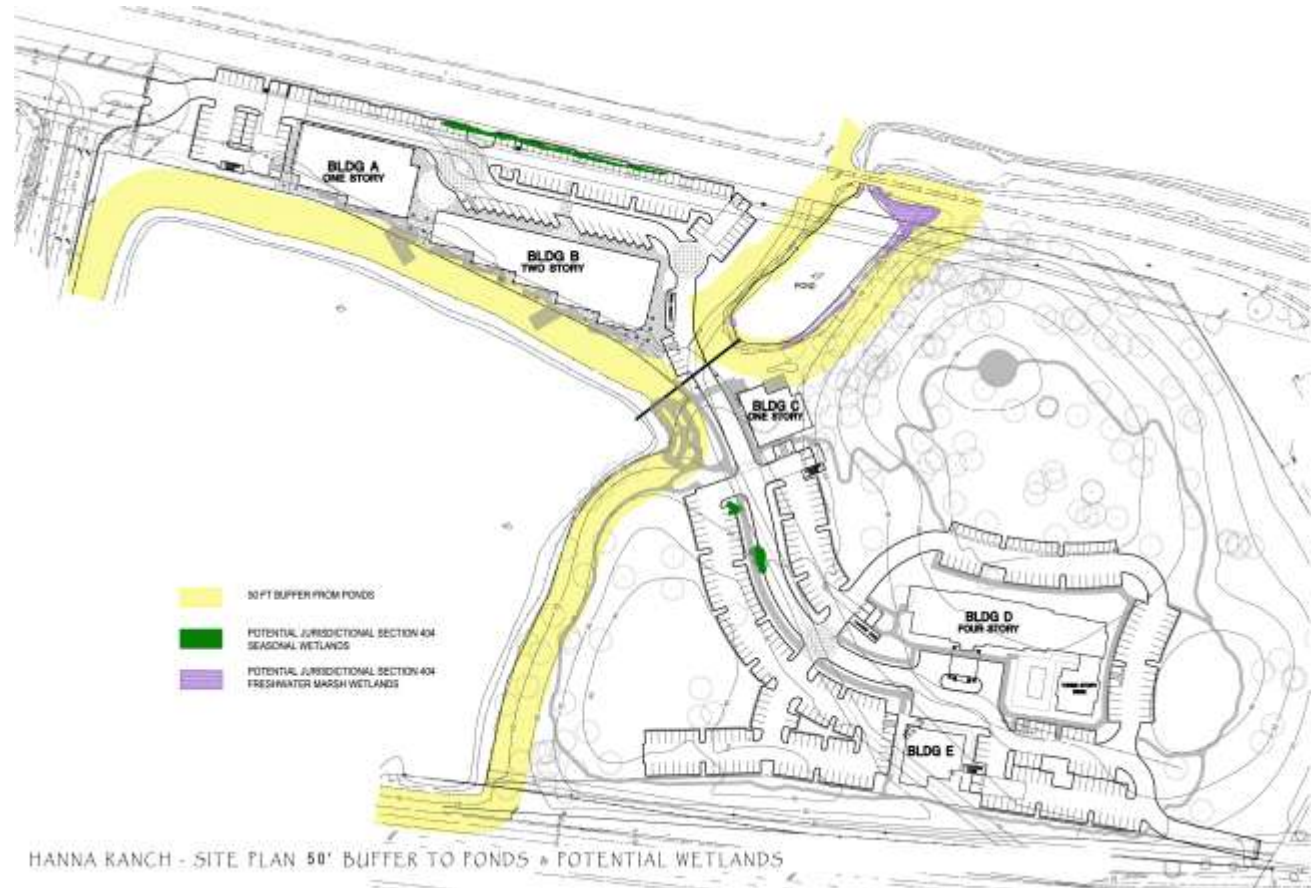 BLDG A
ONE STORY
BLDG B
TWO STORY
POND
BLDG C
ONE STORY
BLDG D
FOUR STORY
BLDG E
50 FT BUFFER FROM PONDS
POTENTIAL JURISDICTIONAL SECTION 404
SEASONAL WETLANDS
POTENTIAL JURISDICTIONAL SECTION 404
FRESHWATER MARSH WETLANDS
HANNA RANCH - SITE PLAN 50' BUFFER TO PONDS & POTENTIAL WETLANDS